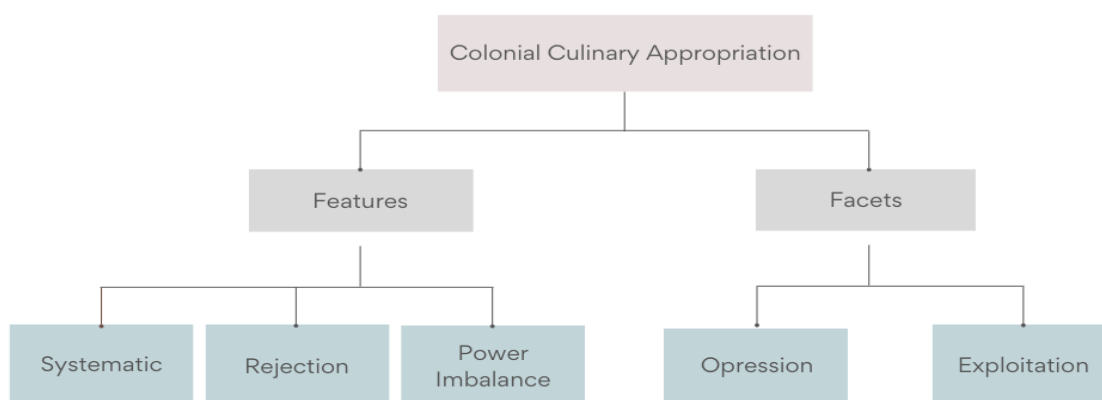 Colonial Culinary Appropriation
Features
Facets
Systematic
Rejection
Power
Imbalance
Opression
Exploitation